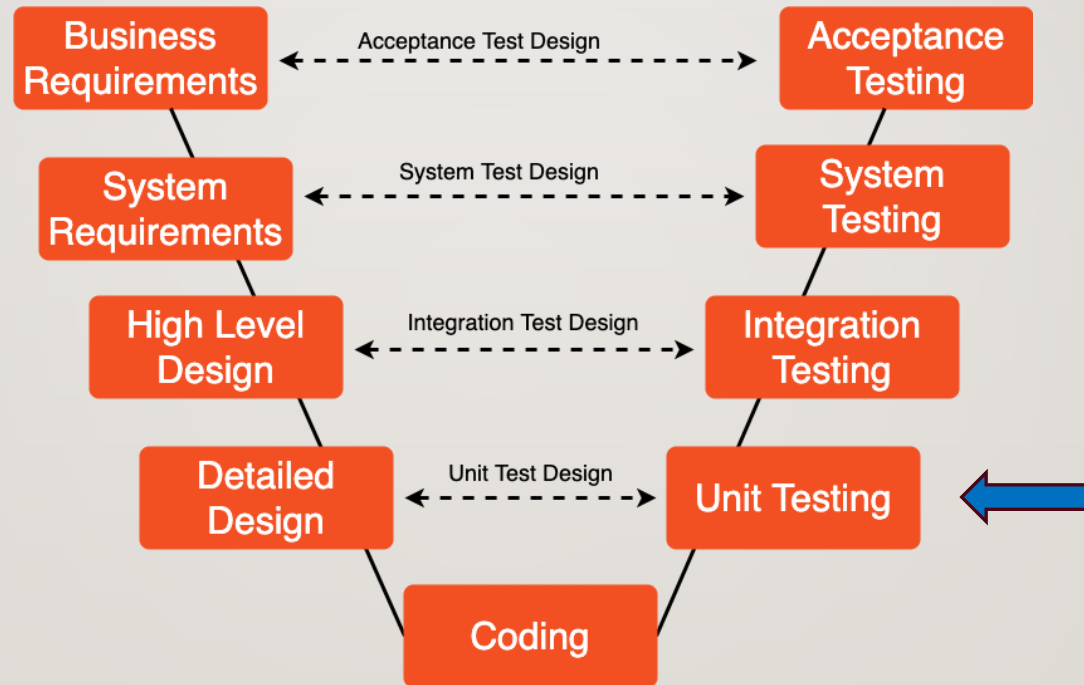 Business
Requirements
Acceptance Test Design
Acceptance
Testing
System
Requirements
System Test Design
System
Testing
High Level
Design
Integration Test Design
Integration
Testing
Detailed
Design
Unit Test Design
Unit Testing
Coding